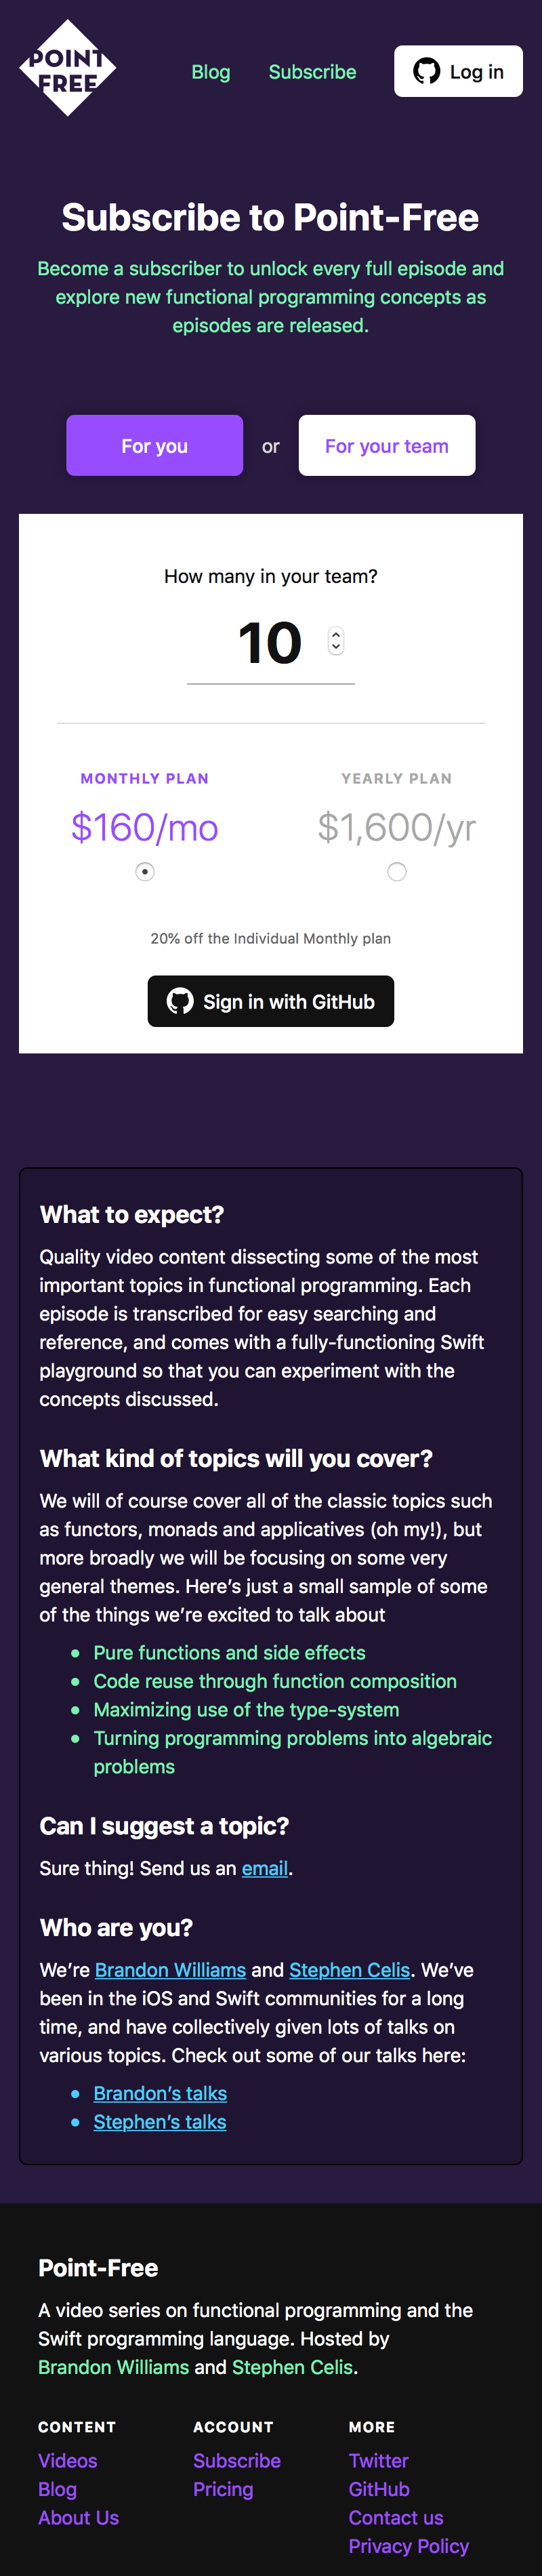 POINT
FREE
Blog
Subscribe
Log in
Subscribe to Point-Free
Become a subscriber to unlock every full episode and
explore new functional programming concepts as
episodes are released.
For you
or
For your team
How many in your team?
10
MONTHLY PLAN
$160/mo
YEARLY PLAN
$1,600/yr
20% off the Individual Monthly plan
Sign in with GitHub
What to expect?
Quality video content dissecting some of the most
important topics in functional programming. Each
episode is transcribed for easy searching and
reference, and comes with a fully-functioning Swift
playground so that you can experiment with the
concepts discussed.
What kind of topics will you cover?
We will of course cover all of the classic topics such
as functors, monads and applicatives (oh my!), but
more broadly we will be focusing on some very
general themes. Here’s just a small sample of some
of the things we’re excited to talk about
• Pure functions and side effects
• Code reuse through function composition
• Maximizing use of the type-system
• Turning programming problems into algebraic
problems
Can I suggest a topic?
Sure thing! Send us an email.
Who are you?
We’re Brandon Williams and Stephen Celis. We’ve
been in the iOS and Swift communities for a long
time, and have collectively given lots of talks on
various topics. Check out some of our talks here:
• Brandon’s talks
• Stephen’s talks
Point-Free
A video series on functional programming and the
Swift programming language. Hosted by
Brandon Williams and Stephen Celis.
CONTENT
Videos
Blog
About Us
ACCOUNT
Subscribe
Pricing
MORE
Twitter
GitHub
Contact us
Privacy Policy